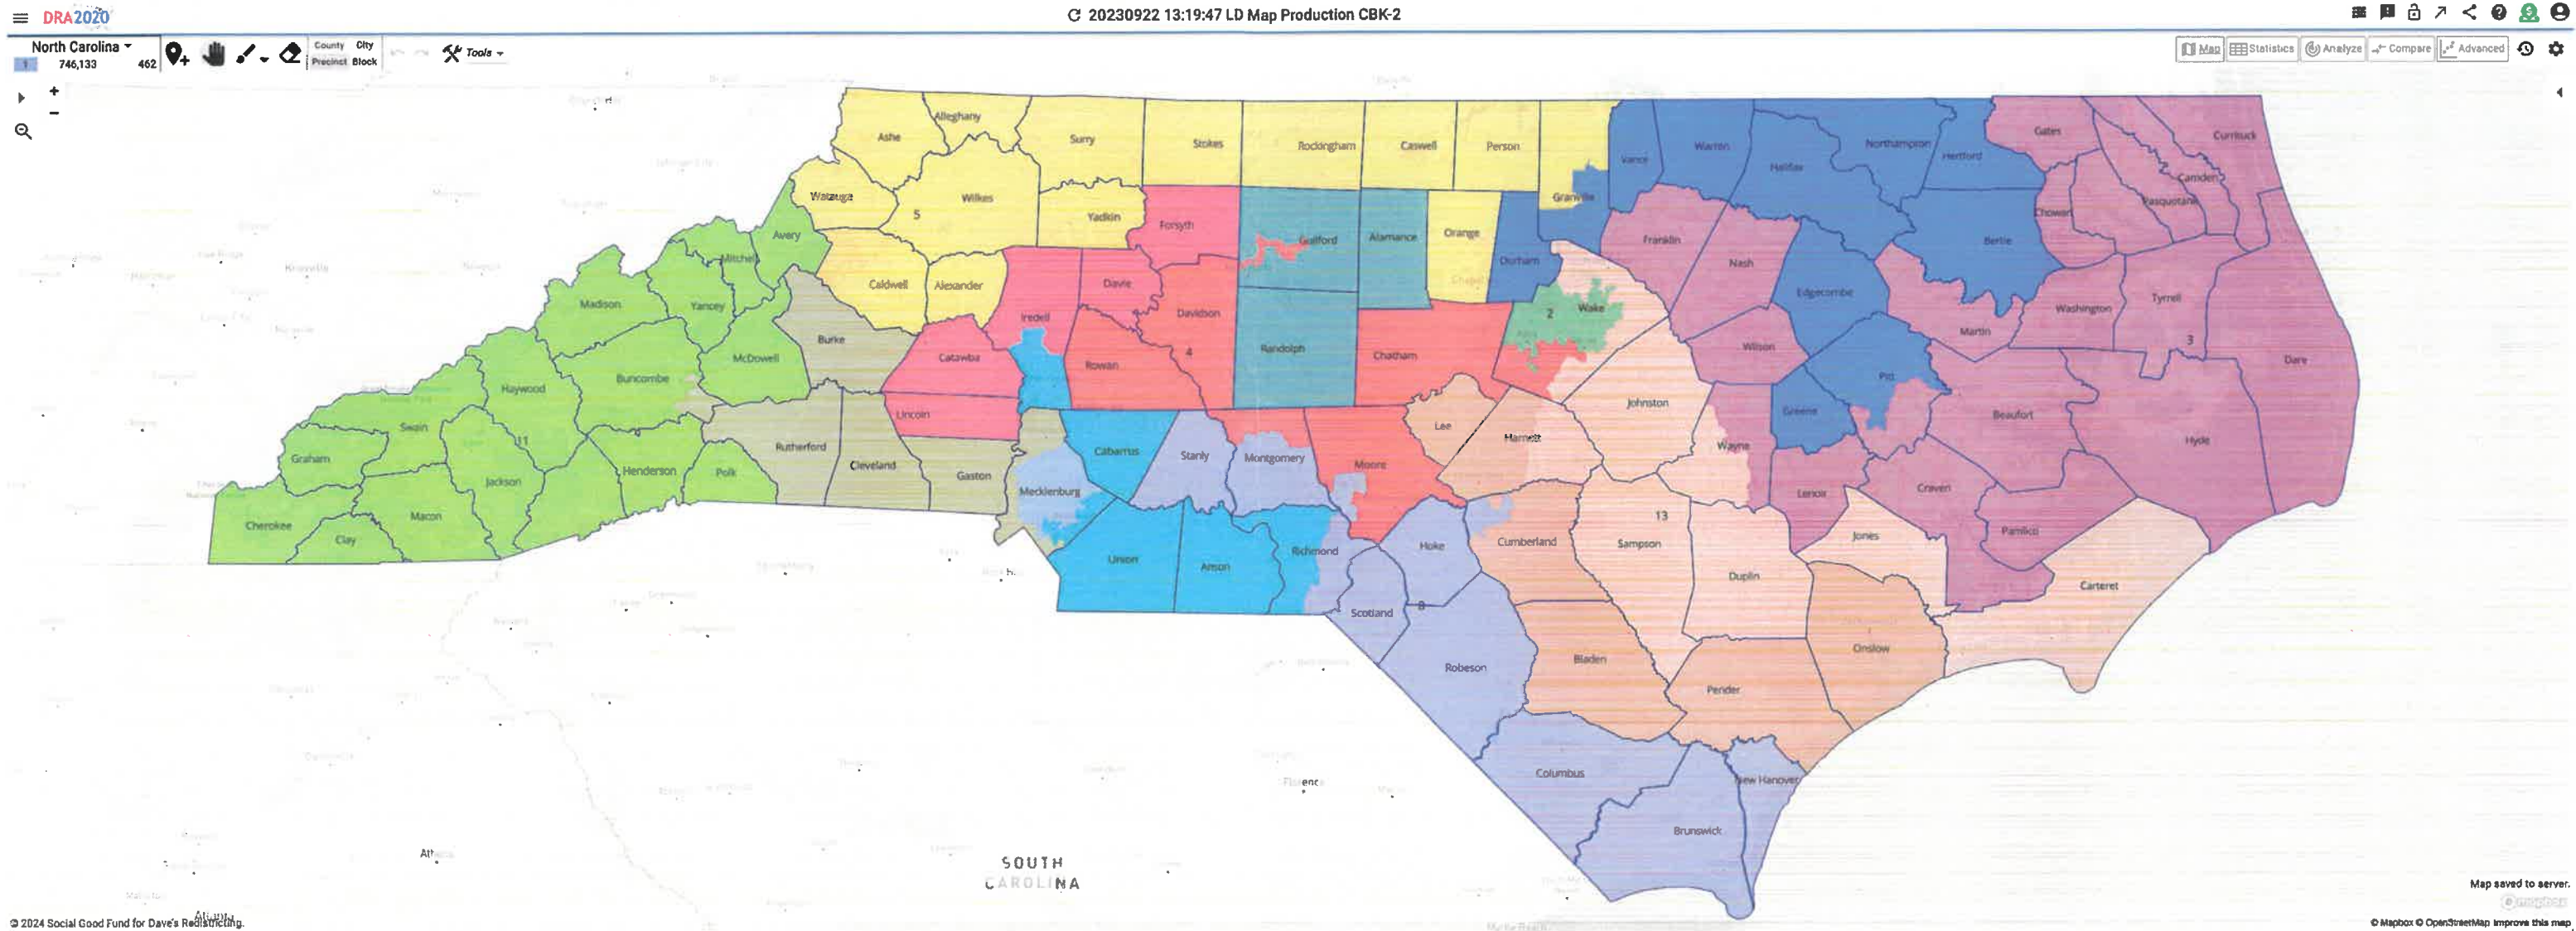 DRA2020
20230922 13:19:47 LD Map Production CBK-2
North Carolina
1 746,133 462
County City
Precinct Block
Tools
Map Statistics Analyze Compare Advanced
Ashe
Alleghany
Surry
Stokes
Rockingham
Caswell
Person
Vance
Warren
Halifax
Northampton
Hertford
Gates
Currituck
Camden
Pasquotank
Chowan
Watauga
5
Wilkes
Yadkin
Forsyth
Guilford
Alamance
Orange
Durham
Granville
Franklin
Nash
Edgecombe
Bertie
Avery
Mitchel
Madison
Yancey
Caldwell
Alexander
Iredell
Davie
Davidson
2
Wake
Martin
Washington
Tyrrell
3
Dare
Burke
McDowell
Catawba
Rowan
4
Randolph
Chatham
Wilson
Pitt
Haywood
Buncombe
Lincoln
Johnston
Greene
Beaufort
Hyde
Swain
11
Rutherford
Cleveland
Cabarrus
Stanly
Montgomery
Moore
Lee
Harnett
Wayne
Graham
Jackson
Henderson
Polk
Gaston
Mecklenburg
Lenoir
Craven
Cherokee
Macon
Clay
Union
Anson
Richmond
Hoke
Cumberland
13
Sampson
Duplin
Jones
Pamlico
Carteret
Scotland
8
Robeson
Bladen
Pender
Onslow
Columbus
New Hanover
Brunswick
SOUTH
CAROLINA
Map saved to server.
mapbox
© 2024 Social Good Fund for Dave's Redistricting.
© Mapbox © OpenStreetMap Improve this map